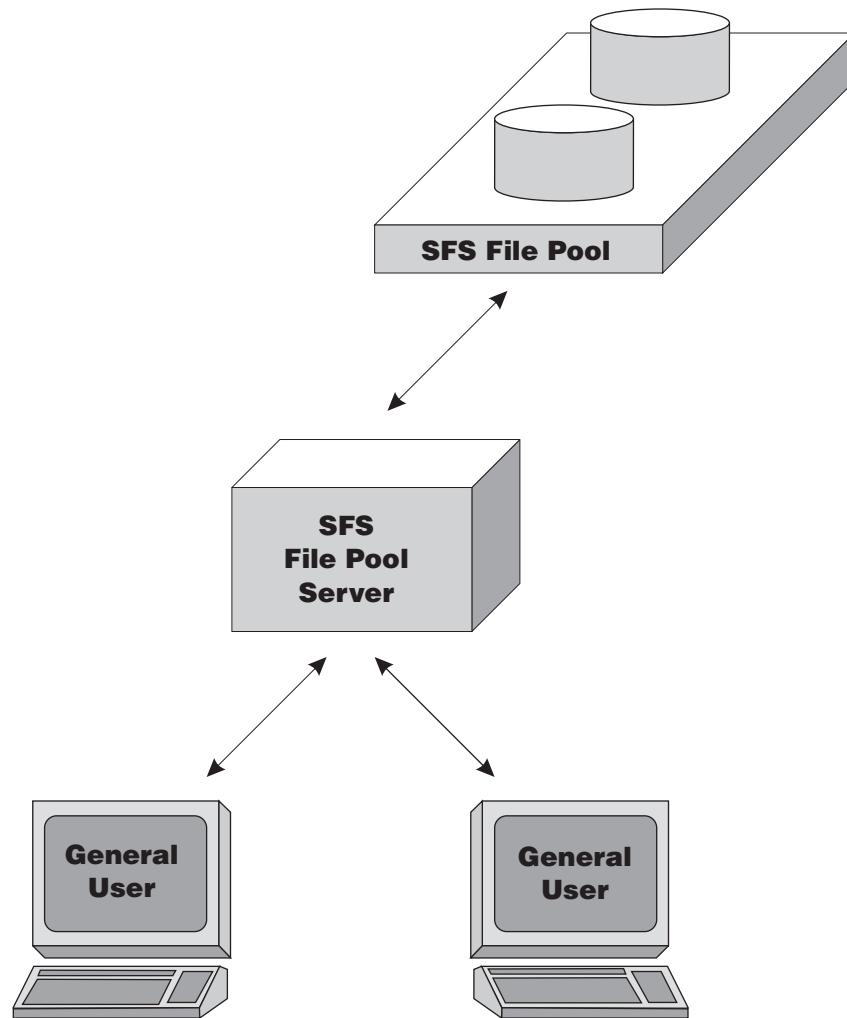 SFS File Pool
SFS
File Pool
Server
General
User
General
User